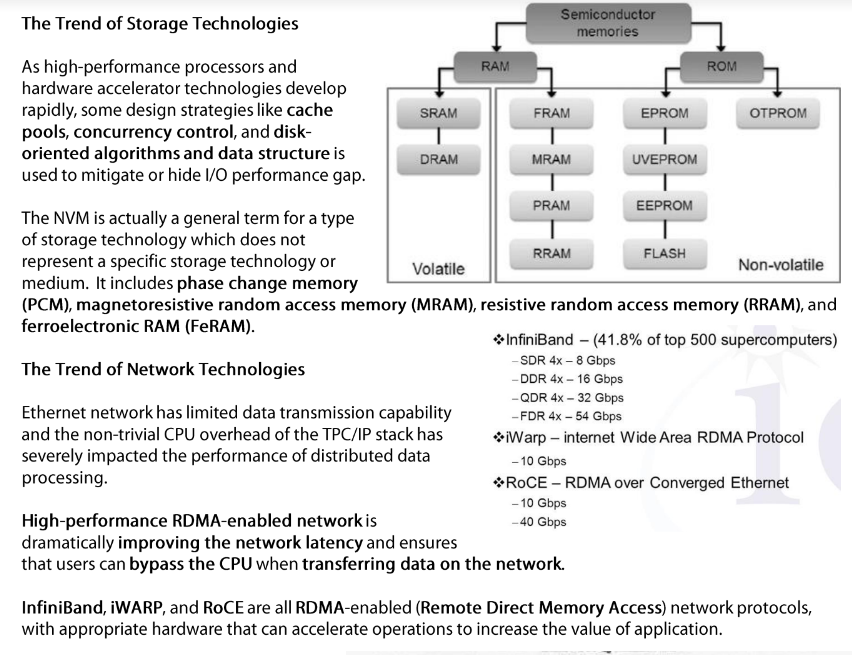 The Trend of Storage Technologies
As high-performance processors and
hardware accelerator technologies develop
rapidly, some design strategies like cache
pools, concurrency control, and disk-
oriented algorithms and data structure is
used to mitigate or hide I/O performance gap.
The NVM is actually a general term for a type
of storage technology which does not
represent a specific storage technology or
medium. It includes phase change memory
(PCM), magnetoresistive random access memory (MRAM), resistive random access memory (RRAM), and
ferroelectronic RAM (FeRAM).
Semiconductor
memories
RAM
ROM
SRAM
FRAM
EPROM
OTPROM
DRAM
MRAM
UVEPROM
PRAM
EEPROM
RRAM
FLASH
Volatile
Non-volatile
The Trend of Network Technologies
Ethernet network has limited data transmission capability
and the non-trivial CPU overhead of the TPC/IP stack has
severely impacted the performance of distributed data
processing.
High-performance RDMA-enabled network is
dramatically improving the network latency and ensures
that users can bypass the CPU when transferring data on the network.
❖InfiniBand – (41.8% of top 500 supercomputers)
– SDR 4x – 8 Gbps
– DDR 4x – 16 Gbps
– QDR 4x – 32 Gbps
– FDR 4x – 54 Gbps
❖iWarp – internet Wide Area RDMA Protocol
– 10 Gbps
❖RoCE – RDMA over Converged Ethernet
– 10 Gbps
– 40 Gbps
InfiniBand, iWARP, and RoCE are all RDMA-enabled (Remote Direct Memory Access) network protocols,
with appropriate hardware that can accelerate operations to increase the value of application.